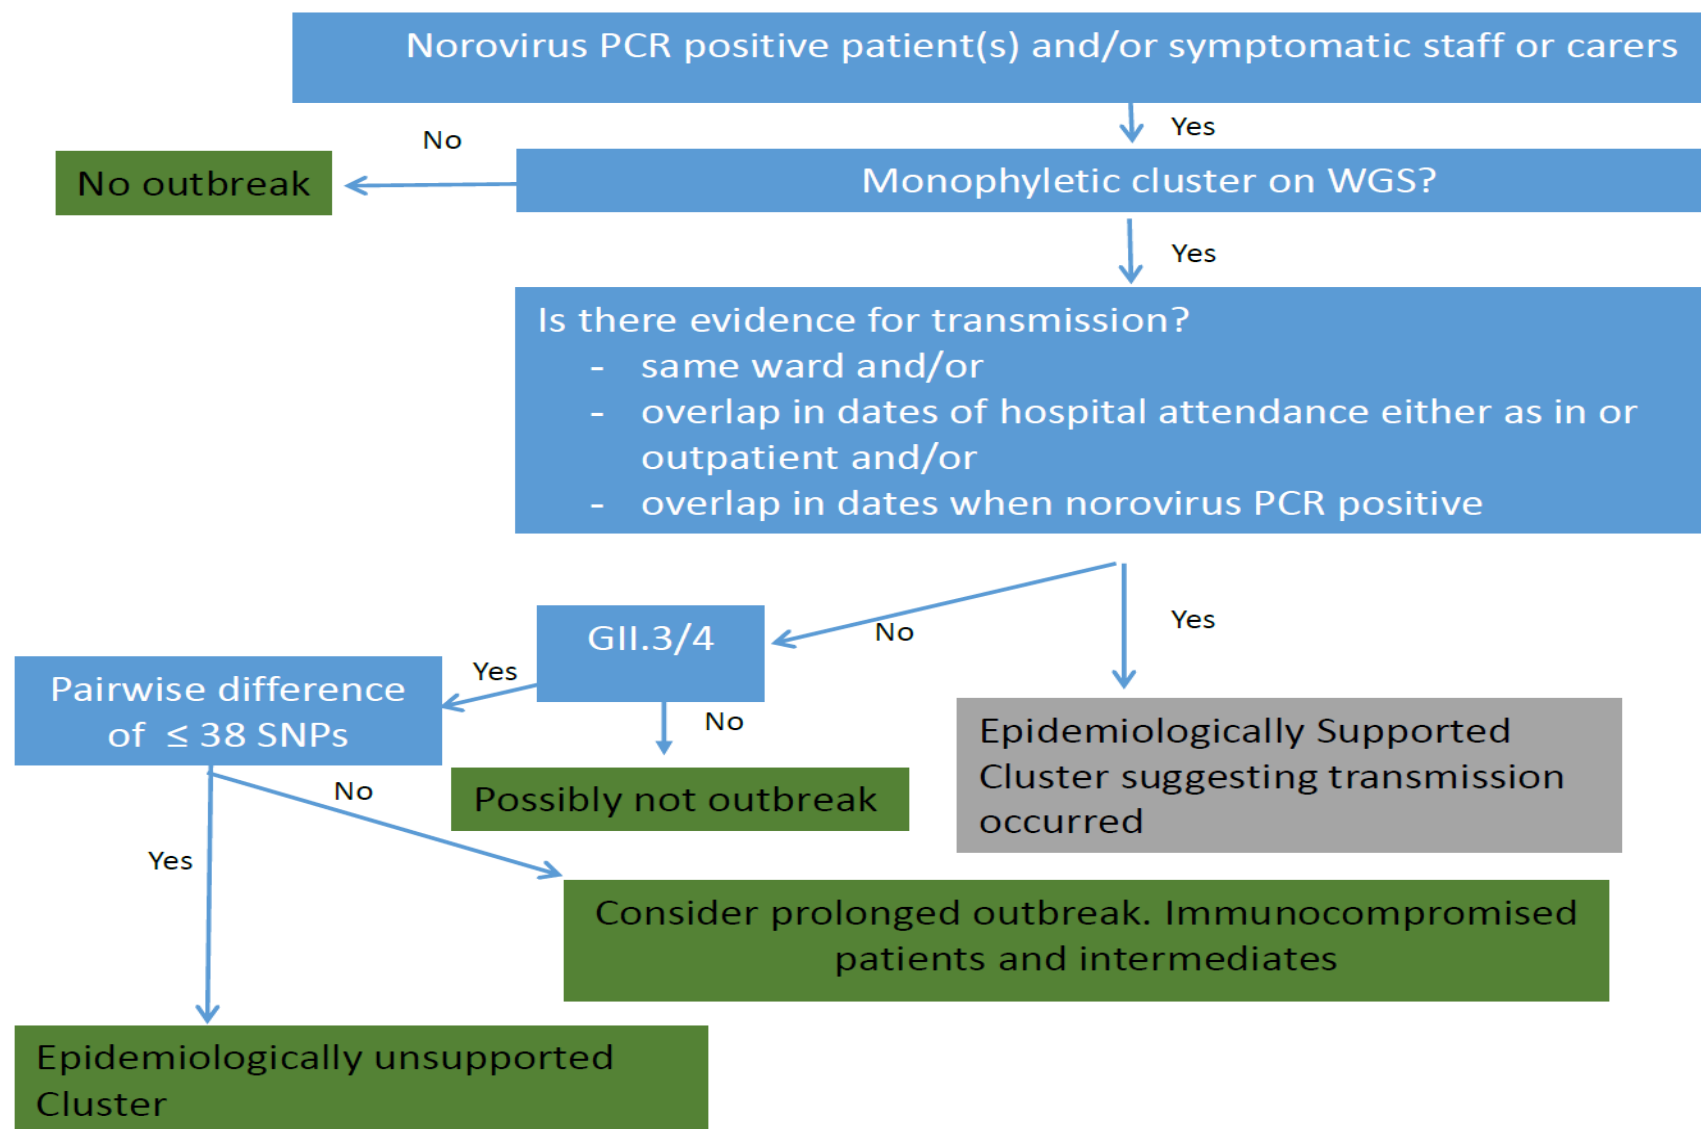 Norovirus PCR positive patient(s) and/or symptomatic staff or carers
Yes
No
No outbreak
Monophyletic cluster on WGS?
Yes
Is there evidence for transmission?
- same ward and/or
- overlap in dates of hospital attendance either as in or
outpatient and/or
- overlap in dates when norovirus PCR positive
No
Yes
GII.3/4
Yes
No
Pairwise difference
of ≤ 38 SNPs
Possibly not outbreak
Epidemiologically Supported
Cluster suggesting transmission
occurred
No
Yes
Consider prolonged outbreak. Immunocompromised
patients and intermediates
Epidemiologically unsupported
Cluster